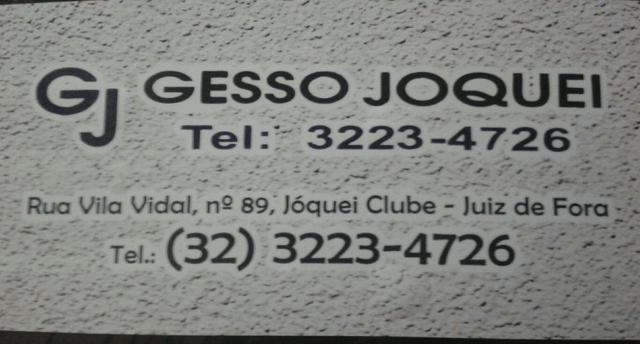 GJ GESSO JOQUEI
Tel: 3223-4726
Rua Vila Vidal, nº 89, Jóquei Clube - Juiz de Fora
Tel.: (32) 3223-4726